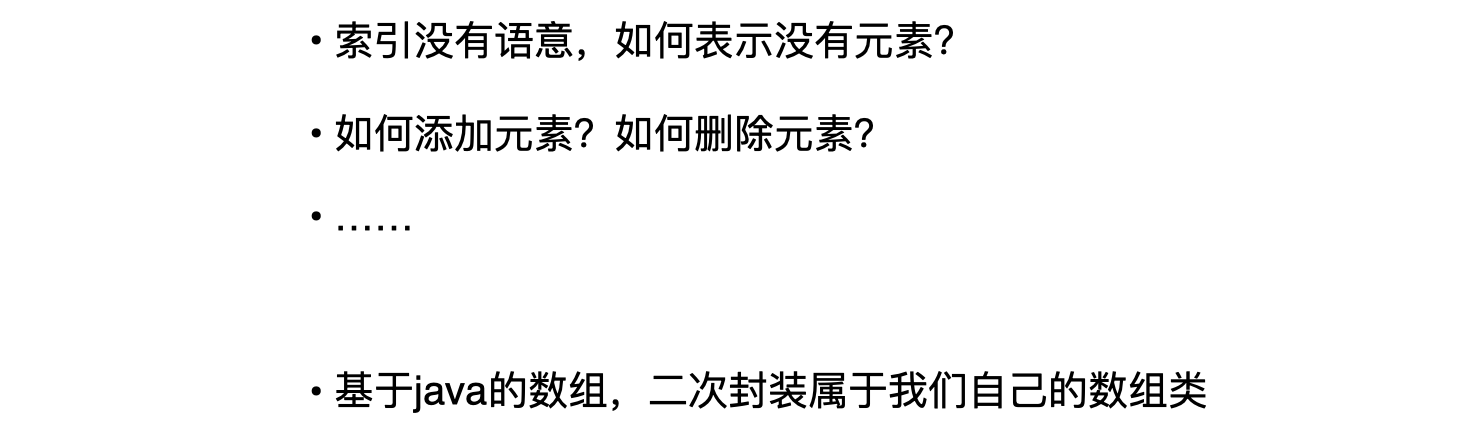 • 索引没有语意，如何表示没有元素？
• 如何添加元素？如何删除元素？
• ……
• 基于java的数组，二次封装属于我们自己的数组类